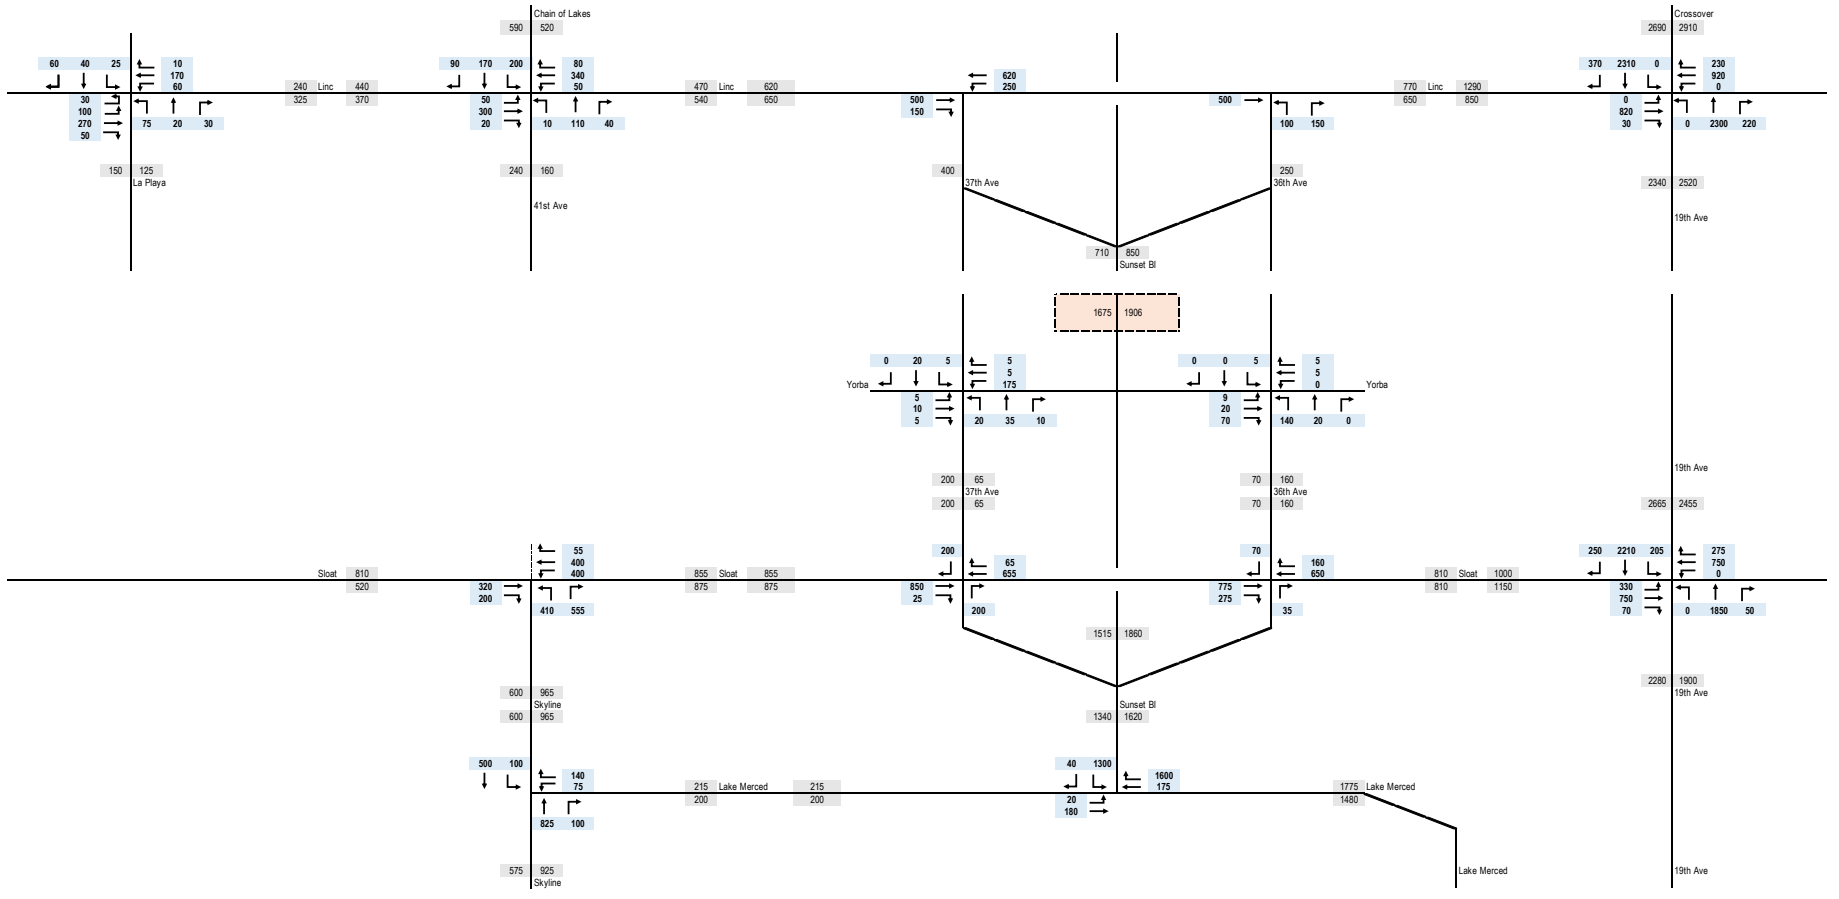 Chain of Lakes
Crossover
590 520
2690 2910
60 40 25 10
170
60
90 170 200 80
340
50
620
250
370 2310 0 230
920
0
240 Linc 440
325 370
470 Linc 620
540 650
770 Linc 1290
650 850
30
100
270
50
75 20 30
50
300
20
10 110 40
500
150
500
100 150
0
820
30
0 2300 220
150 125
La Playa
240 160
41st Ave
400
37th Ave
250
36th Ave
2340 2520
19th Ave
710 850
Sunset Bl
1675 1906
0 20 5 5
5
175
0 0 5 5
5
0
Yorba
Yorba
5
10
5
20 35 10
9
20
70
140 20 0
19th Ave
200 65
37th Ave
200 65
70 160
36th Ave
70 160
2665 2455
55
400
400
200 65
655
70 160
650
250 2210 205 275
750
0
Sloat 810
520
855 Sloat 855
875 875
810 Sloat 1000
810 1150
320
200
410 555
850
25
200
775
275
35
330
750
70
0 1850 50
1515 1860
600 965
Skyline
600 965
Sunset Bl
1340 1620
2280 1900
19th Ave
500 100 140
75
40 1300 1600
175
215 Lake Merced 215
200 200
1775 Lake Merced
1480
20
180
825 100
575 925
Skyline
Lake Merced
19th Ave